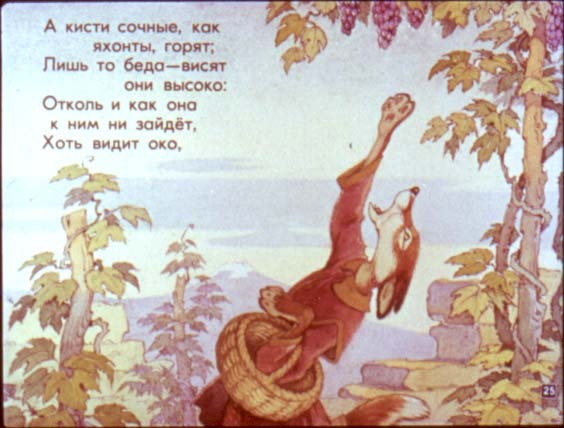 А кисти сочные, как
яхонты, горят;
Лишь то беда—висят
они высоко:
Отколь и как она
к ним ни зайдёт,
Хоть видит око,
25